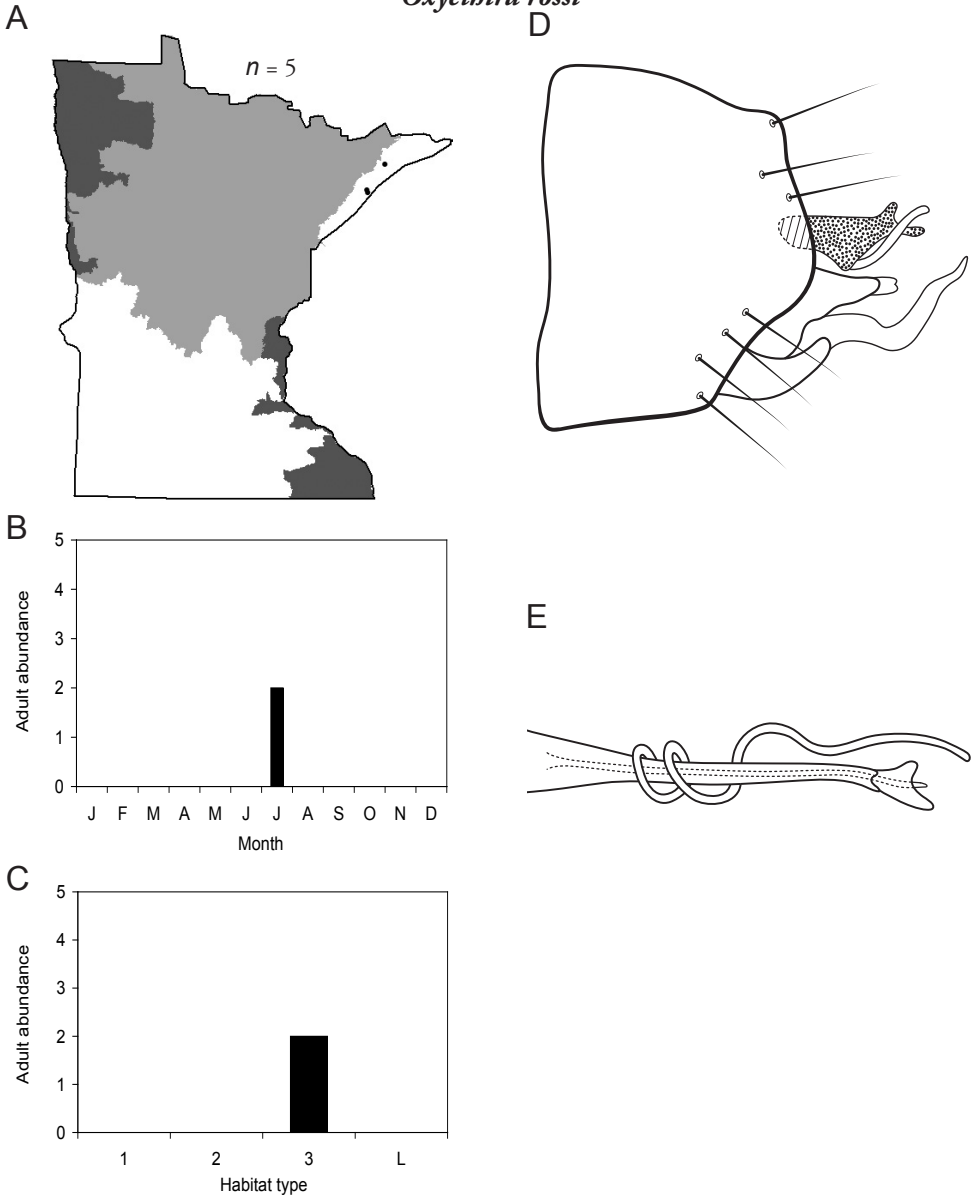 Oxyethira rossi
A
D
n = 5
B
5
4
3
2
1
0
Adult abundance
J F M A M J J A S O N D
Month
E
C
5
4
3
2
1
0
Adult abundance
1 2 3 L
Habitat type